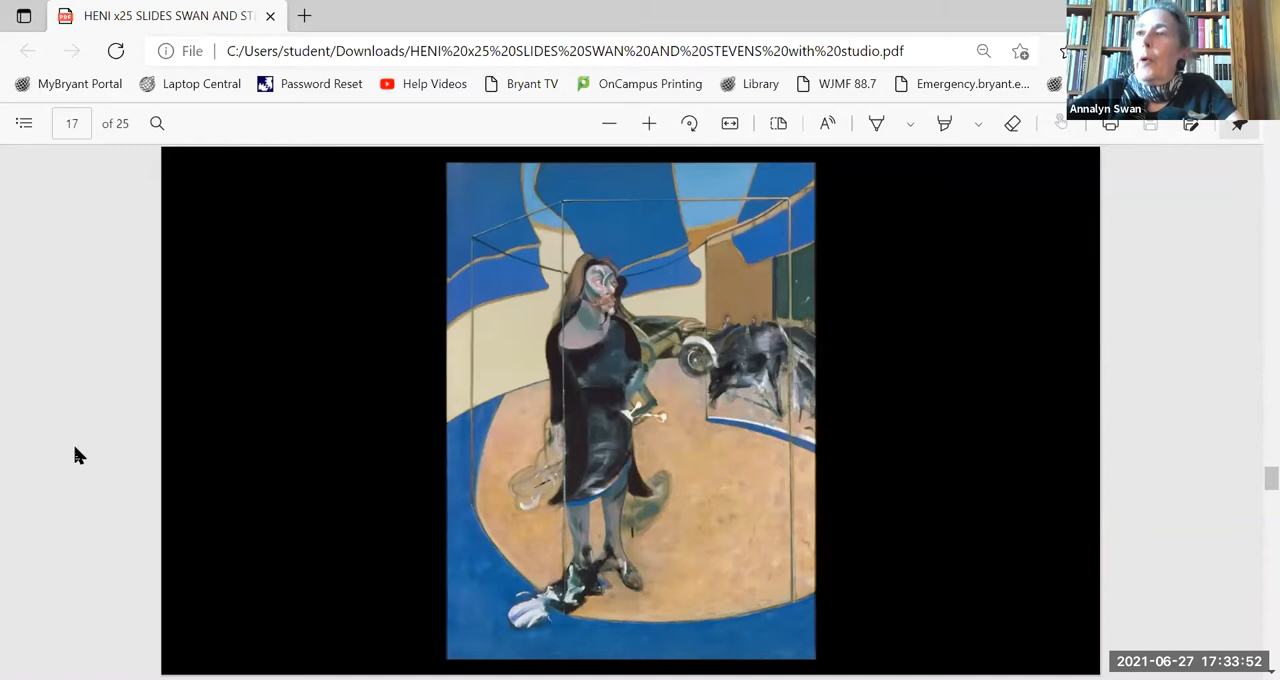 HENI x25 SLIDES SWAN AND ST
File
C:/Users/student/Downloads/HENI%20x25%20SLIDES%20SWAN%20AND%20STEVENS%20with%20studio.pdf
MyBryant Portal
Laptop Central
Password Reset
Help Videos
Bryant TV
OnCampus Printing
Library
WJMF 88.7
Emergency.bryant.e...
Annalyn Swan
17 of 25
2021-06-27 17:33:52